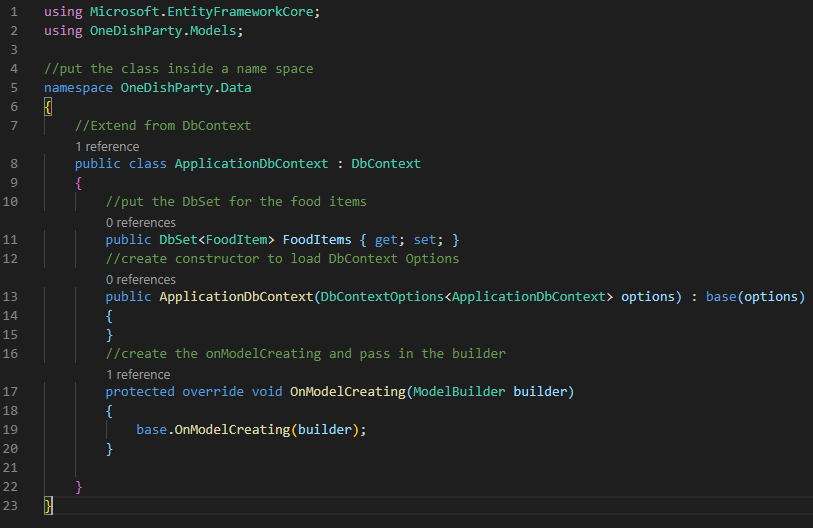 1 using Microsoft.EntityFrameworkCore;
2 using OneDishParty.Models;
3
4 //put the class inside a name space
5 namespace OneDishParty.Data
6 {
7 //Extend from DbContext
1 reference
8 public class ApplicationDbContext : DbContext
9 {
10 //put the DbSet for the food items
0 references
11 public DbSet<FoodItem> FoodItems { get; set; }
12 //create constructor to load DbContext Options
0 references
13 public ApplicationDbContext(DbContextOptions<ApplicationDbContext> options) : base(options)
14 {
15 }
16 //create the onModelCreating and pass in the builder
1 reference
17 protected override void OnModelCreating(ModelBuilder builder)
18 {
19 base.OnModelCreating(builder);
20 }
21
22 }
23 }